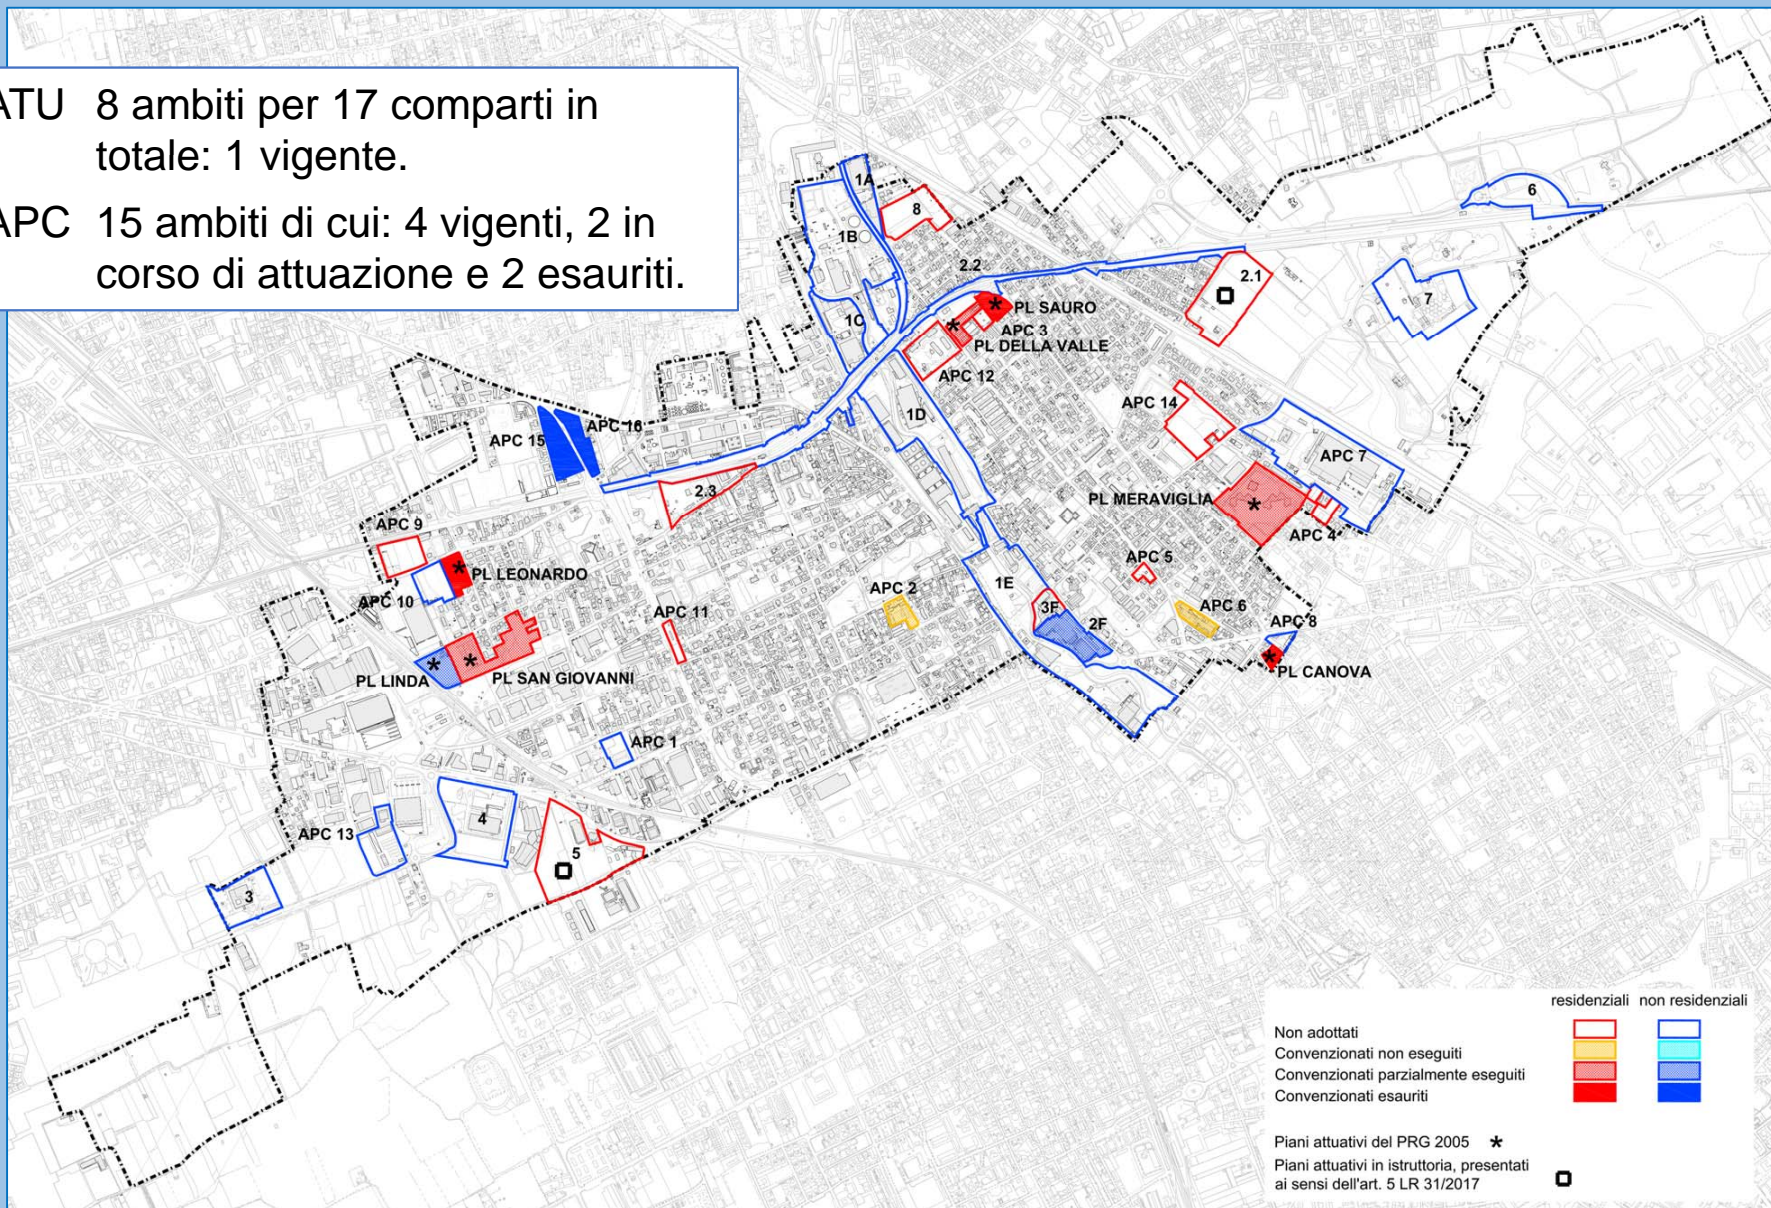 ATU 8 ambiti per 17 comparti in
totale: 1 vigente.
APC 15 ambiti di cui: 4 vigenti, 2 in
corso di attuazione e 2 esauriti.
1A
8
6
1B
2.2
2.1
7
1C
PL SAURO
APC 3
PL DELLA VALLE
APC 12
1D
APC 14
APC 15
APC 16
APC 7
2.3
PL MERAVIGLIA
APC 4
APC 9
PL LEONARDO
APC 5
APC 10
APC 2
1E
APC 11
3F
2F
APC 6
APC 8
PL LINDA
PL SAN GIOVANNI
PL CANOVA
APC 1
APC 13
4
5
3
residenziali non residenziali
Non adottati
Convenzionati non eseguiti
Convenzionati parzialmente eseguiti
Convenzionati esauriti
Piani attuativi del PRG 2005 *
Piani attuativi in istruttoria, presentati
ai sensi dell'art. 5 LR 31/2017